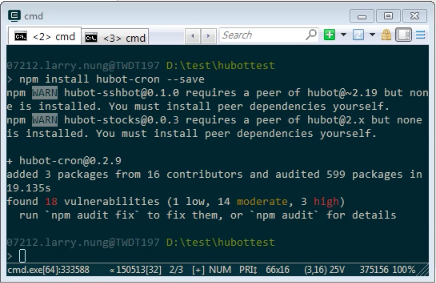 cmd
<2> cmd
<3> cmd
Search
07212.larry.nung@TWDT197 D:\test\hubottest
> npm install hubot-cron --save
npm WARN hubot-sshbot@0.1.0 requires a peer of hubot@~2.19 but non
e is installed. You must install peer dependencies yourself.
npm WARN hubot-stocks@0.0.3 requires a peer of hubot@2.x but none
is installed. You must install peer dependencies yourself.
+ hubot-cron@0.2.9
added 3 packages from 16 contributors and audited 599 packages in
19.135s
found 18 vulnerabilities (1 low, 14 moderate, 3 high)
run `npm audit fix` to fix them, or `npm audit` for details
07212.larry.nung@TWDT197 D:\test\hubottest
>
cmd.exe[64]:333588 «150513[32] 2/3 [+] NUM PRI‡ 66x16 (3,16) 25V 375156 100%